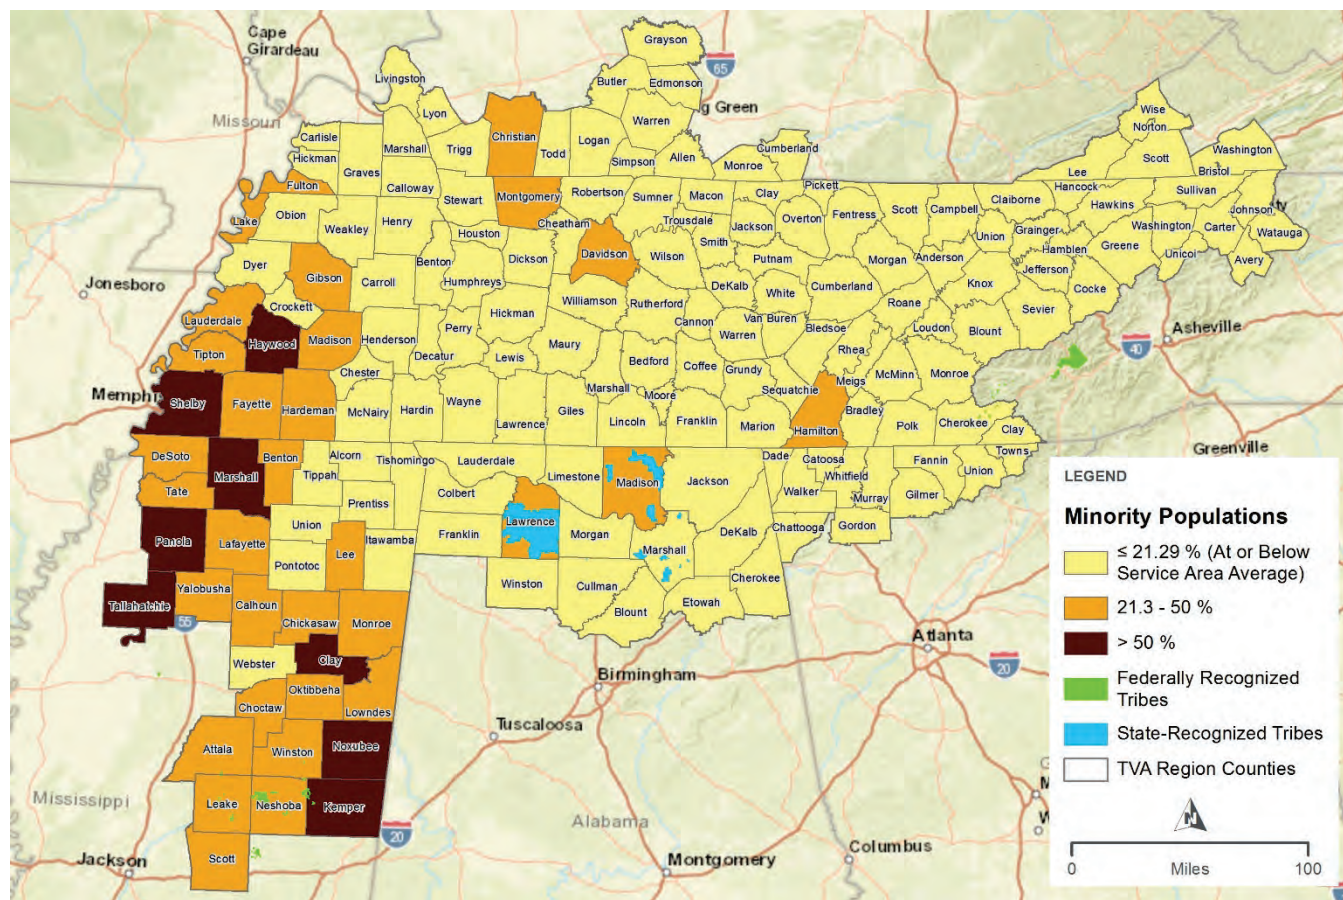 Cape
Girardeau
Grayson
65
Livingston
Butler
Edmonson
Lyon
g Green
Wise
Missouri
Carlisle
Christian
Warren
Norton
Marshall
Trigg
Todd
Logan
Cumberland
Washington
Hickman
Simpson
Allen
Monroe
Scott
Graves
Lee
Bristol
Fulton
Calloway
Montgomery
Robertson
Sumner
Macon
Clay
Pickett
Hancock
Sullivan
Claiborne
Stewart
Lake
Obion
Henry
Cheatham
Trousdale
Overton
Fentress
Scott
Campbell
Hawkins
Johnson
ty
Weakley
Houston
Jackson
Grainger
Washington
Carter
Watauga
Smith
Union
Hamblen
Greene
Dyer
Benton
Dickson
Davidson
Wilson
Putnam
Morgan
Anderson
Unicoi
Avery
Gibson
Carroll
Humphreys
Jefferson
Jonesboro
DeKalb
White
Cumberland
Knox
Cocke
Crockett
Williamson
Rutherford
Roane
Sevier
Lauderdale
Hickman
Cannon
Van Buren
Haywood
Madison
Henderson
Perry
Warren
Bledsoe
Loudon
Blount
Asheville
Tipton
Decatur
Lewis
Maury
Bedford
Coffee
Grundy
Rhea
40
Chester
McMinn
Monroe
Memph
Marshall
Moore
Sequatchie
Meigs
Shelby
Fayette
Hardeman
McNairy
Hardin
Wayne
Giles
Bradley
Lawrence
Lincoln
Franklin
Marion
Hamilton
Polk
Cherokee
Clay
DeSoto
Benton
Alcorn
Tishomingo
Lauderdale
Dade
Catoosa
Fannin
Towns
Greenville
Marshall
Tippah
Limestone
Madison
Jackson
Whitfield
Union
Tate
Colbert
Walker
Murray
Gilmer
Prentiss
Lawrence
Panola
Union
Franklin
Morgan
DeKalb
Chattooga
Gordon
Lafayette
Lee
Itawamba
Marshall
Pontotoc
Yalobusha
Winston
Cullman
Cherokee
Tallahatchie
Calhoun
Blount
Etowah
55
Chickasaw
Monroe
Atlanta
Webster
Clay
20
Birmingham
Oktibbeha
Choctaw
Lowndes
Tuscaloosa
Attala
Winston
Noxubee
Mississippi
Leake
Neshoba
Kemper
Alabama
20
Columbus
Jackson
Scott
Montgomery
LEGEND
Minority Populations
≤ 21.29 % (At or Below
Service Area Average)
21.3 - 50 %
> 50 %
Federally Recognized
Tribes
State-Recognized Tribes
TVA Region Counties
N
0
Miles
100